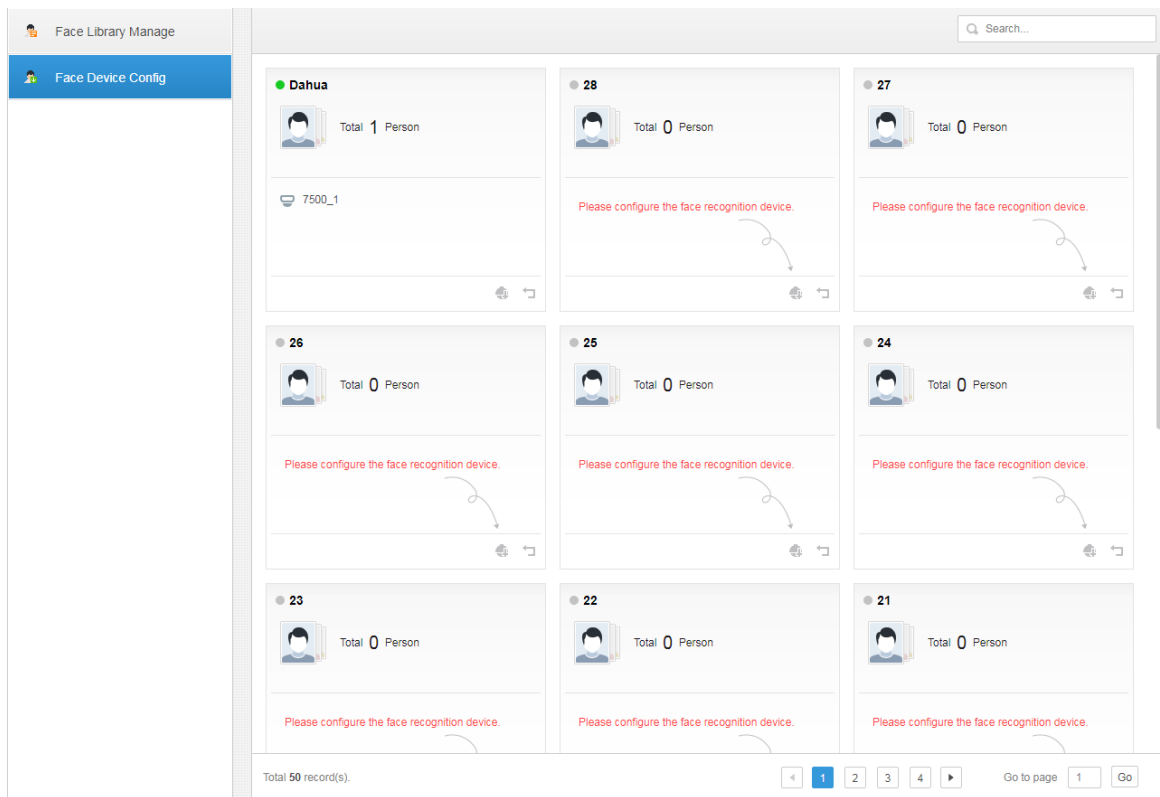 Face Library Manage
Search...
Face Device Config
Dahua
Total 1 Person
7500_1
28
Total 0 Person
Please configure the face recognition device.
27
Total 0 Person
Please configure the face recognition device.
26
Total 0 Person
Please configure the face recognition device.
25
Total 0 Person
Please configure the face recognition device.
24
Total 0 Person
Please configure the face recognition device.
23
Total 0 Person
Please configure the face recognition device.
22
Total 0 Person
Please configure the face recognition device.
21
Total 0 Person
Please configure the face recognition device.
Total 50 record(s).
1 2 3 4 Go to page 1 Go